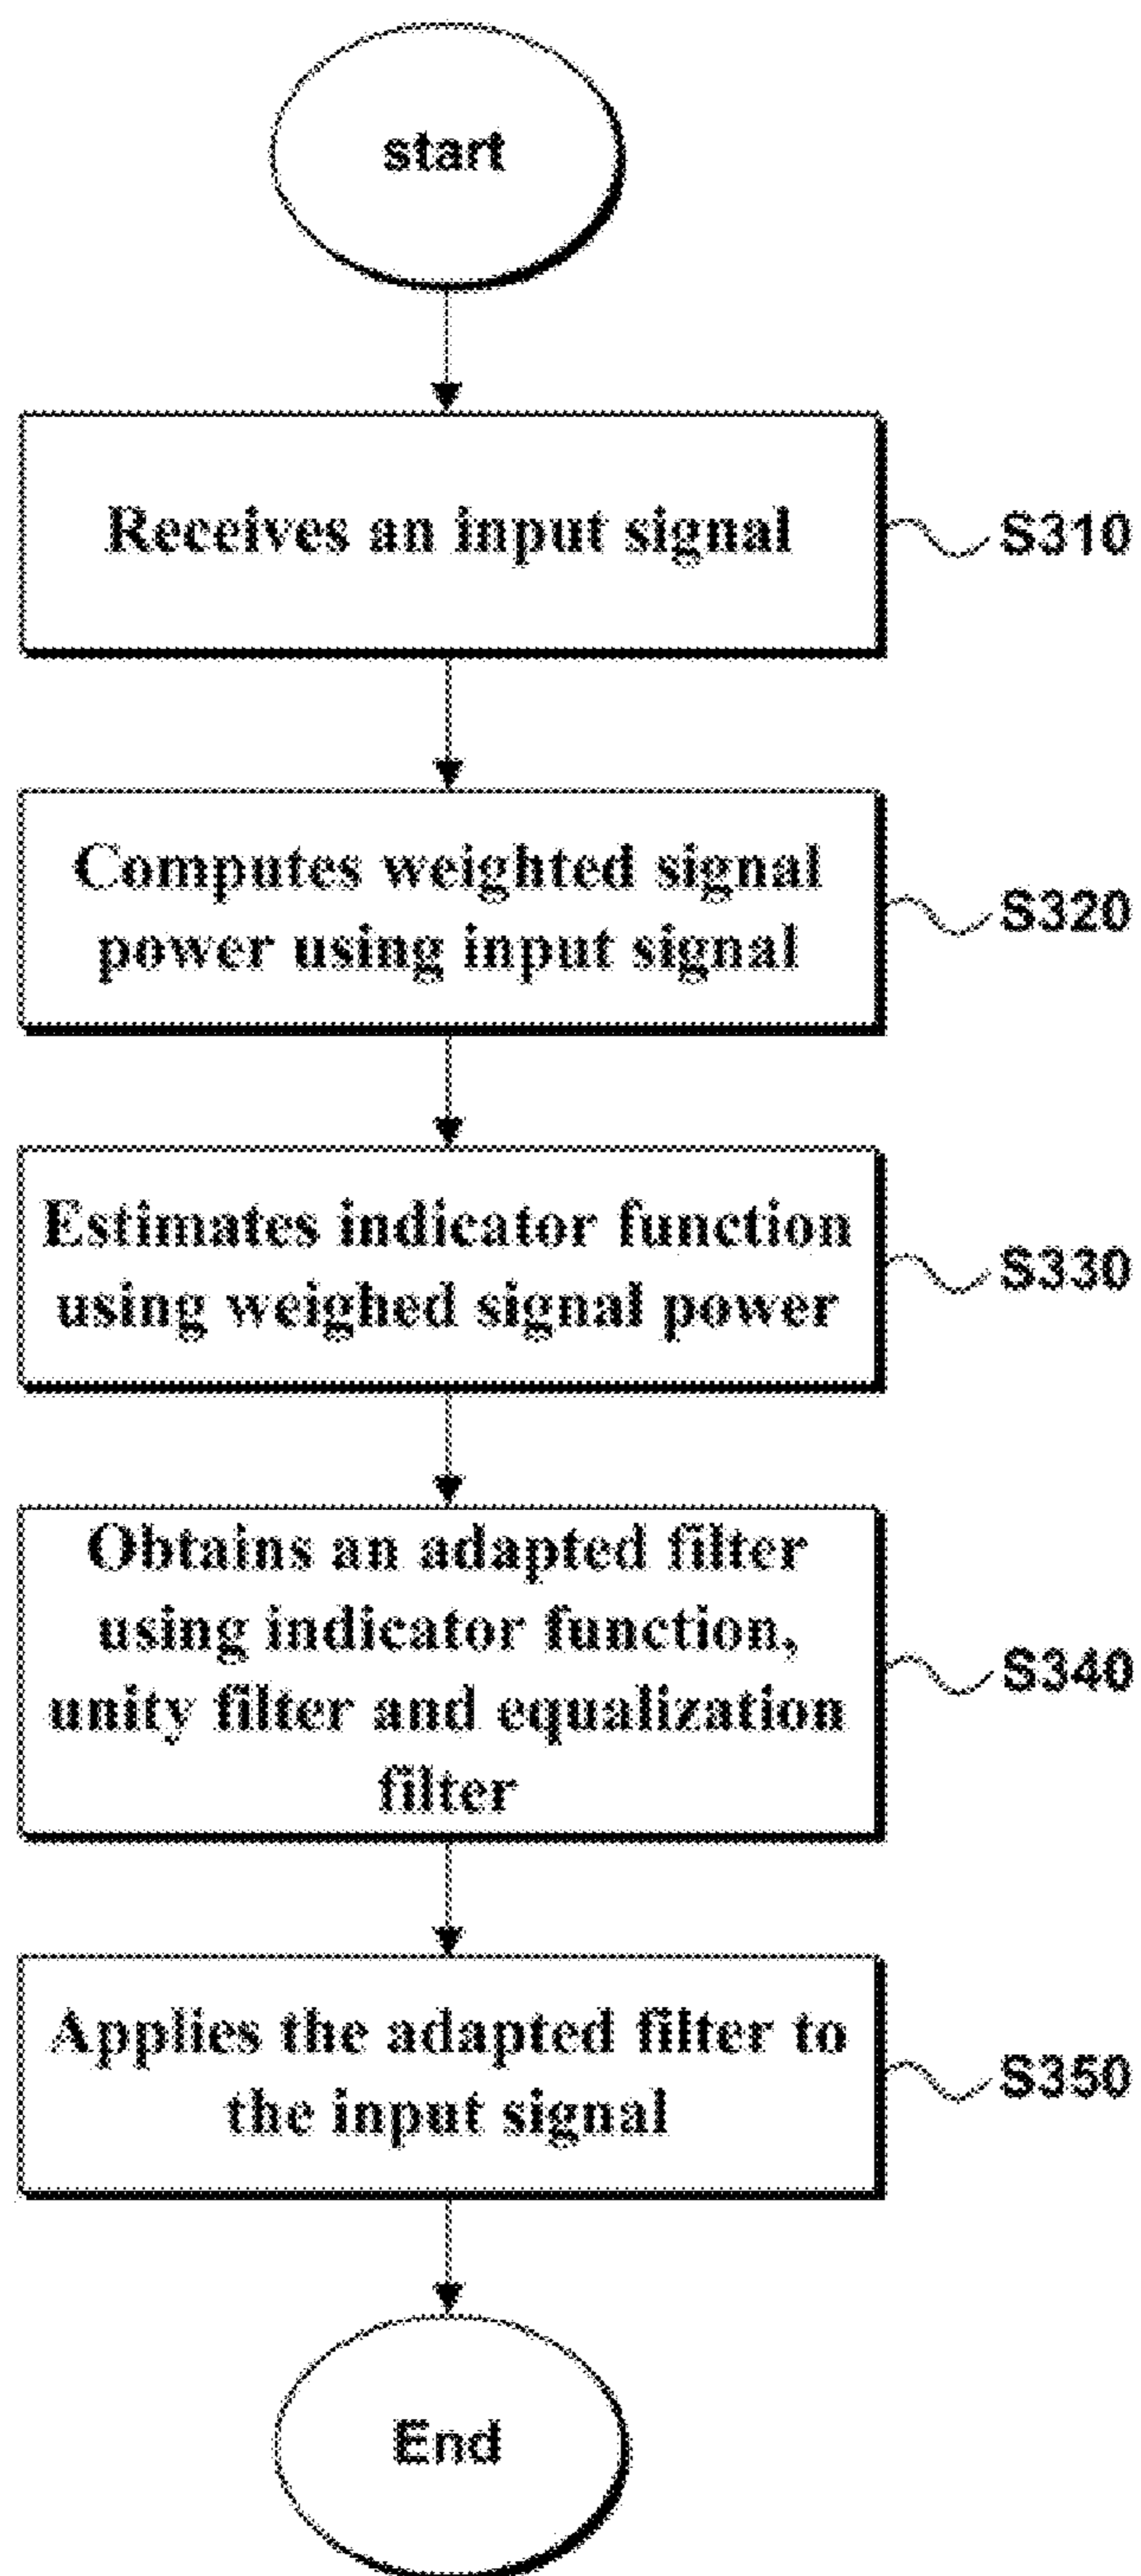 start
Receives an input signal
S310
Computes weighted signal
power using input signal
S320
Estimates indicator function
using weighed signal power
S330
Obtains an adapted filter
using indicator function,
unity filter and equalization
filter
S340
Applies the adapted filter to
the input signal
S350
End